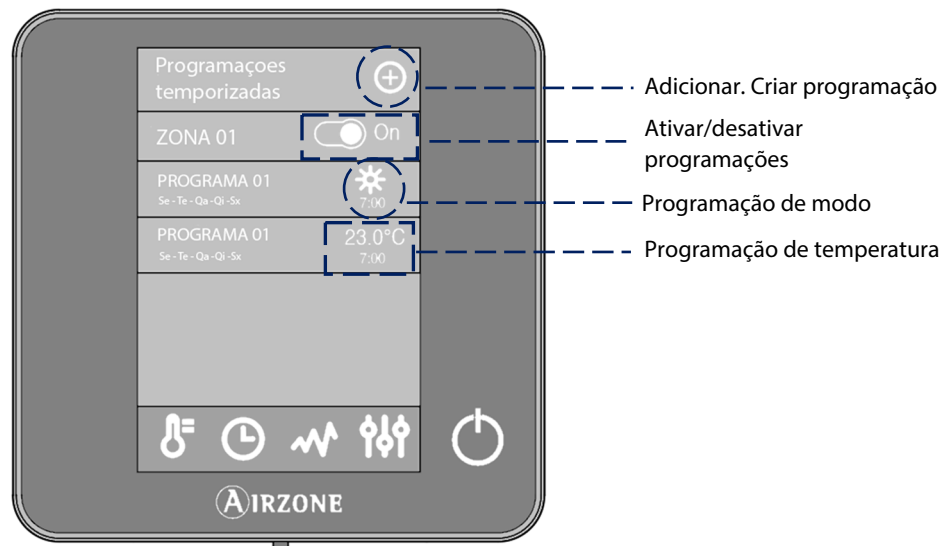 Programaçoes
temporizadas
Adicionar. Criar programação
ZONA 01
On
Ativar/desativar
programações
PROGRAMA 01
Se - Te - Qa -Qi -Sx
7:00
Programação de modo
PROGRAMA 01
Se - Te - Qa -Qi -Sx
23.0°C
7:00
Programação de temperatura
AIRZONE